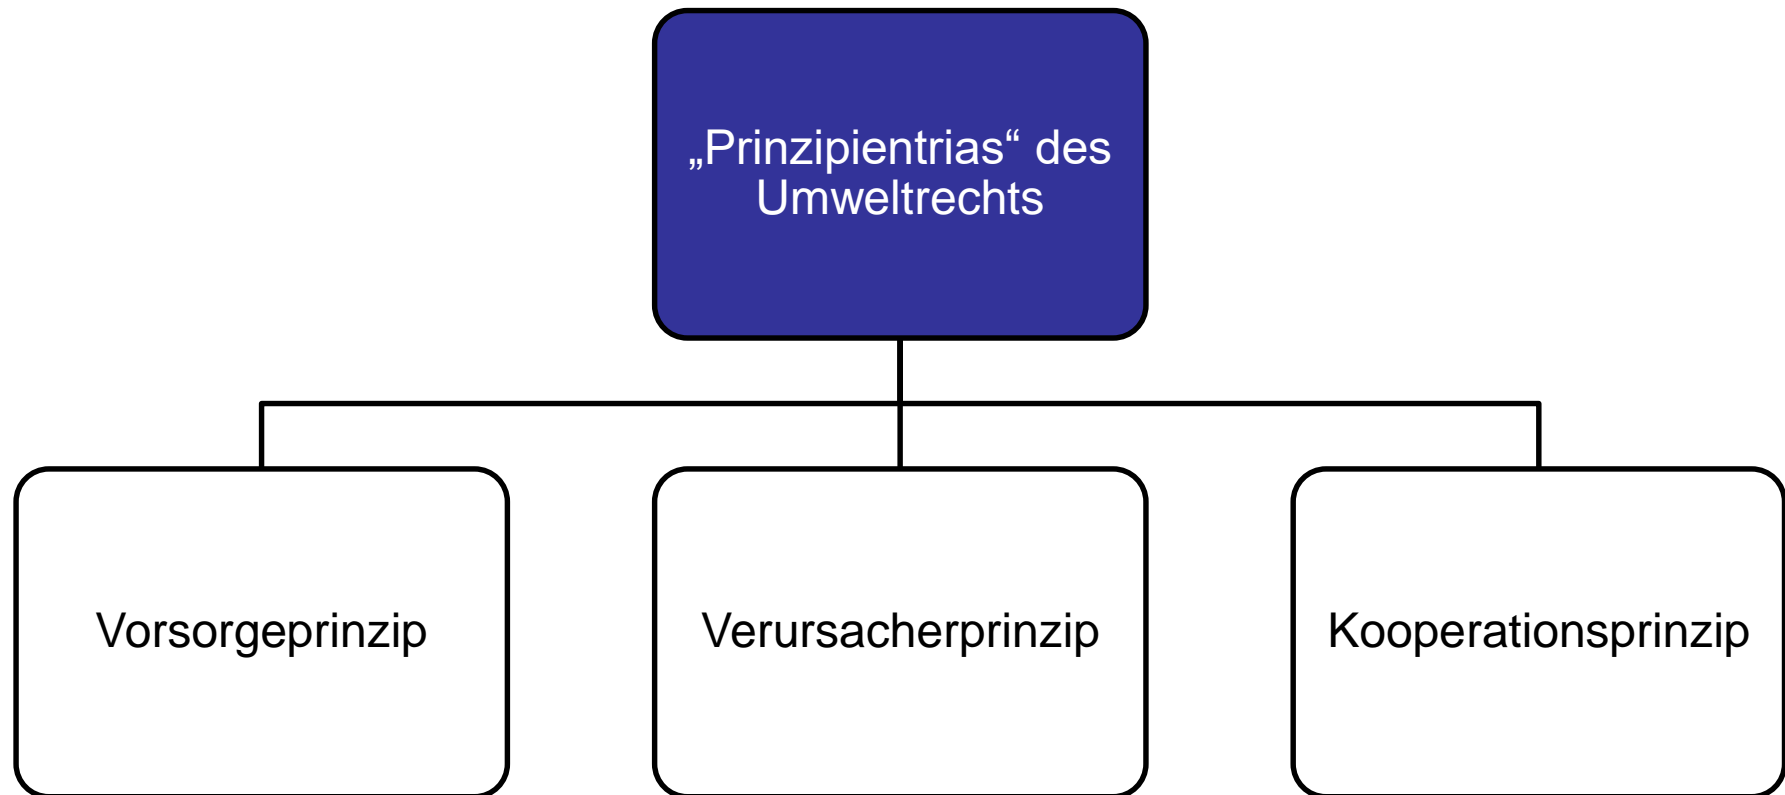 „Prinzipientrias“ des
Umweltrechts
Vorsorgeprinzip
Verursacherprinzip
Kooperationsprinzip